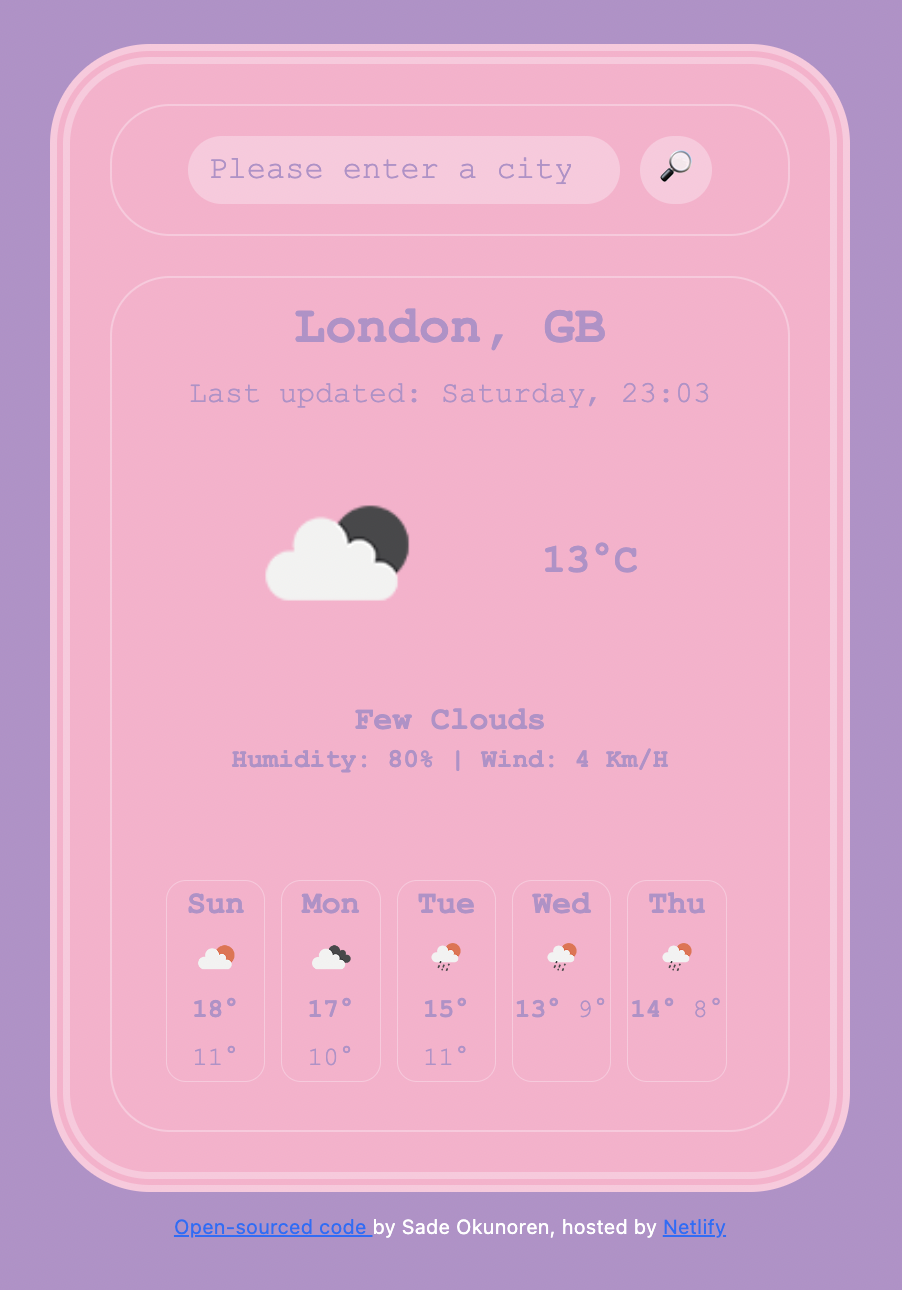 Please enter a city
London, GB
Last updated: Saturday, 23:03
13°C
Few Clouds
Humidity: 80% | Wind: 4 Km/H
Sun Mon Tue Wed Thu
18° 17° 15° 13° 9° 14° 8°
11° 10° 11°
Open-sourced code by Sade Okunoren, hosted by Netlify